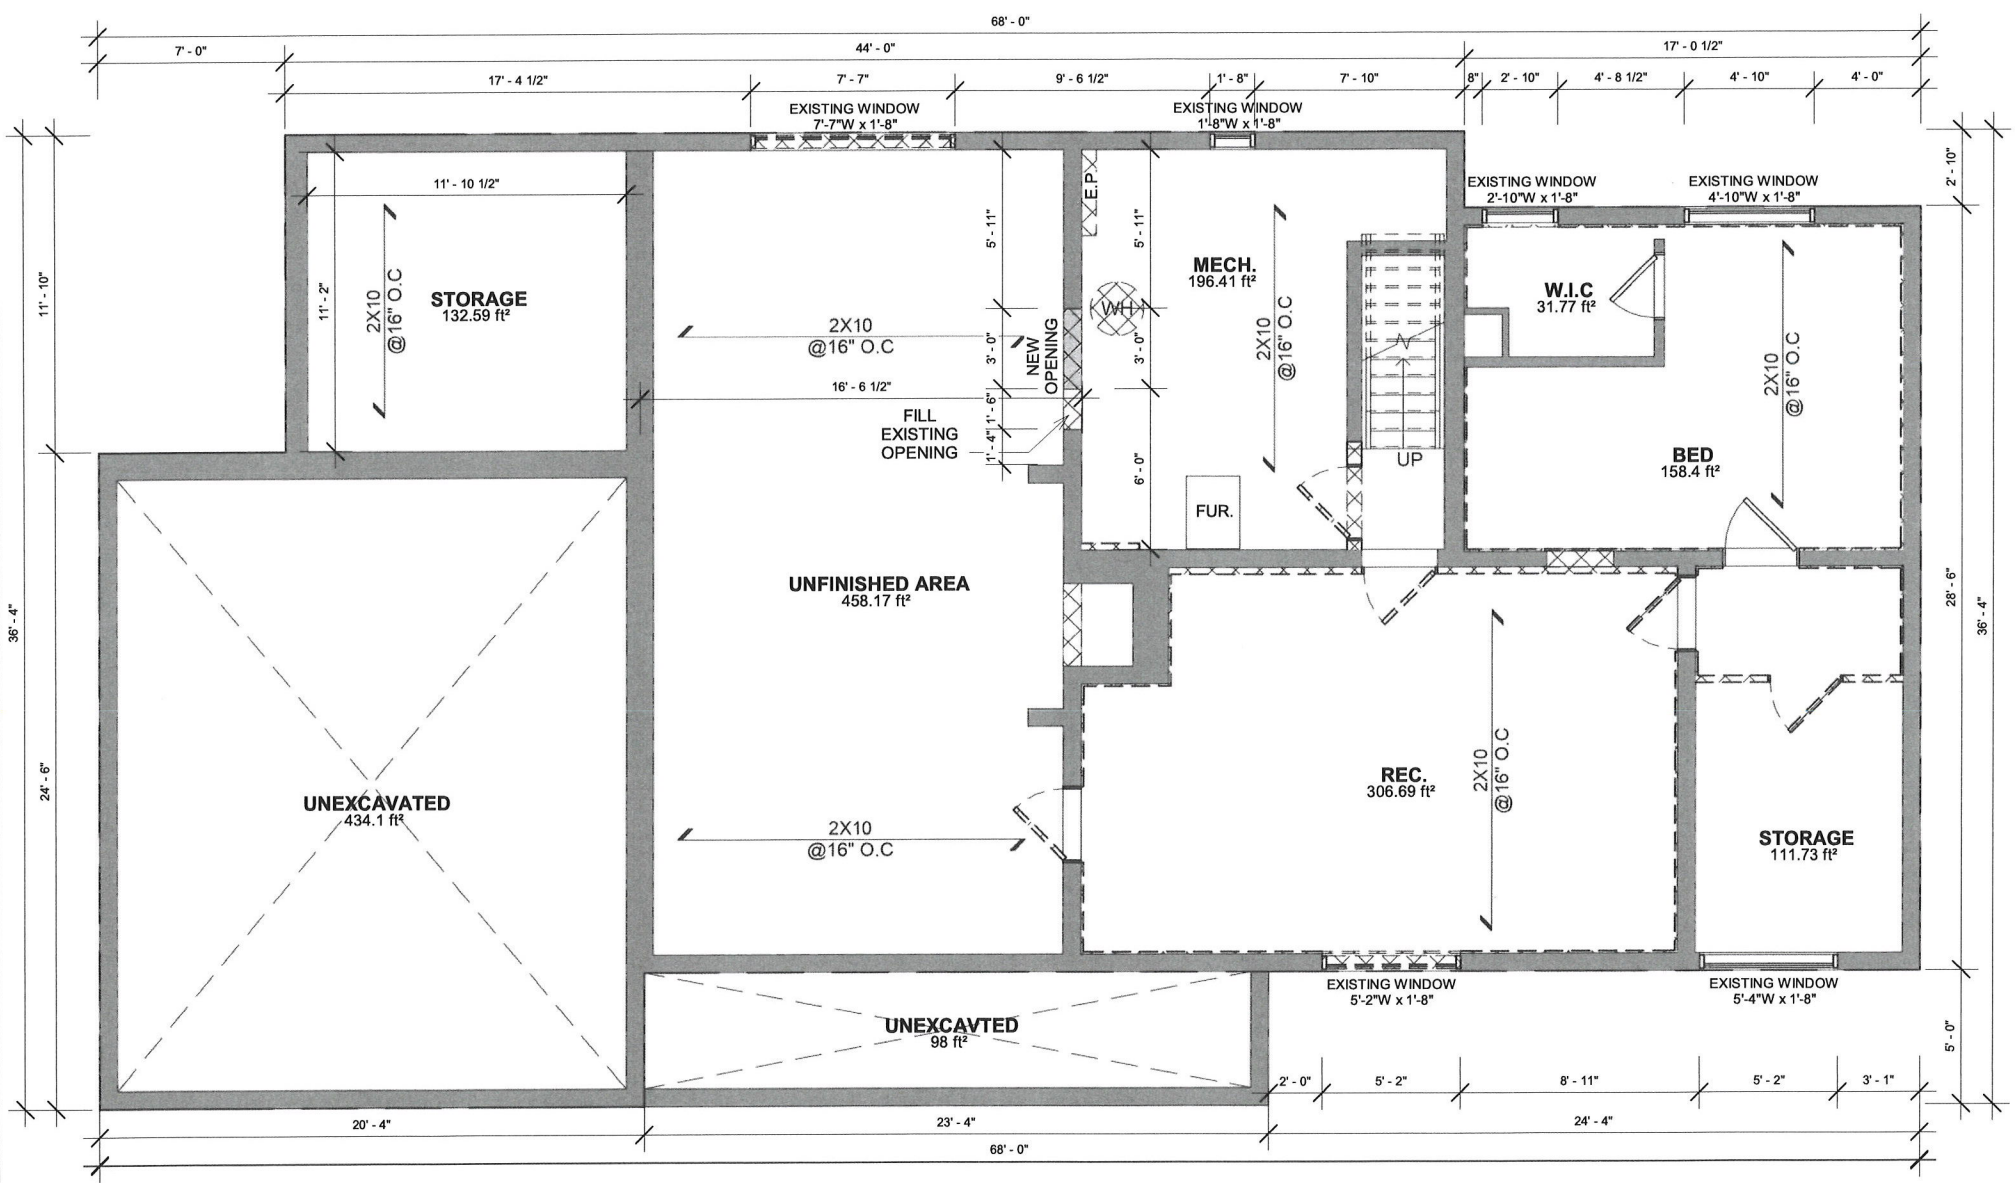 68' - 0"
7' - 0"
44' - 0"
17' - 0 1/2"
17' - 4 1/2"
7' - 7"
9' - 6 1/2"
1' - 8"
7' - 10"
8"
2' - 10"
4' - 8 1/2"
4' - 10"
4' - 0"
EXISTING WINDOW
7'-7"W x 1'-8"
EXISTING WINDOW
1'-8"W x 1'-8"
EXISTING WINDOW
2'-10"W x 1'-8"
EXISTING WINDOW
4'-10"W x 1'-8"
2' - 10"
11' - 10 1/2"
11' - 10"
11' - 2"
2X10
@16" O.C
STORAGE
132.59 ft²
2X10
@16" O.C
16' - 6 1/2"
5' - 11"
3' - 0"
1' - 6"
1' - 4"
NEW
OPENING
FILL
EXISTING
OPENING
E.P.
5' - 11"
3' - 0"
6' - 0"
WH
MECH.
196.41 ft²
2X10
@16" O.C
N
UP
FUR.
W.I.C
31.77 ft²
2X10
@16" O.C
BED
158.4 ft²
UNFINISHED AREA
458.17 ft²
36' - 4"
24' - 6"
28' - 6"
36' - 4"
UNEXCAVATED
434.1 ft²
2X10
@16" O.C
REC.
306.69 ft²
2X10
@16" O.C
STORAGE
111.73 ft²
EXISTING WINDOW
5'-2"W x 1'-8"
EXISTING WINDOW
5'-4"W x 1'-8"
UNEXCAVTED
98 ft²
5' - 0"
2' - 0"
5' - 2"
8' - 11"
5' - 2"
3' - 1"
20' - 4"
23' - 4"
24' - 4"
68' - 0"